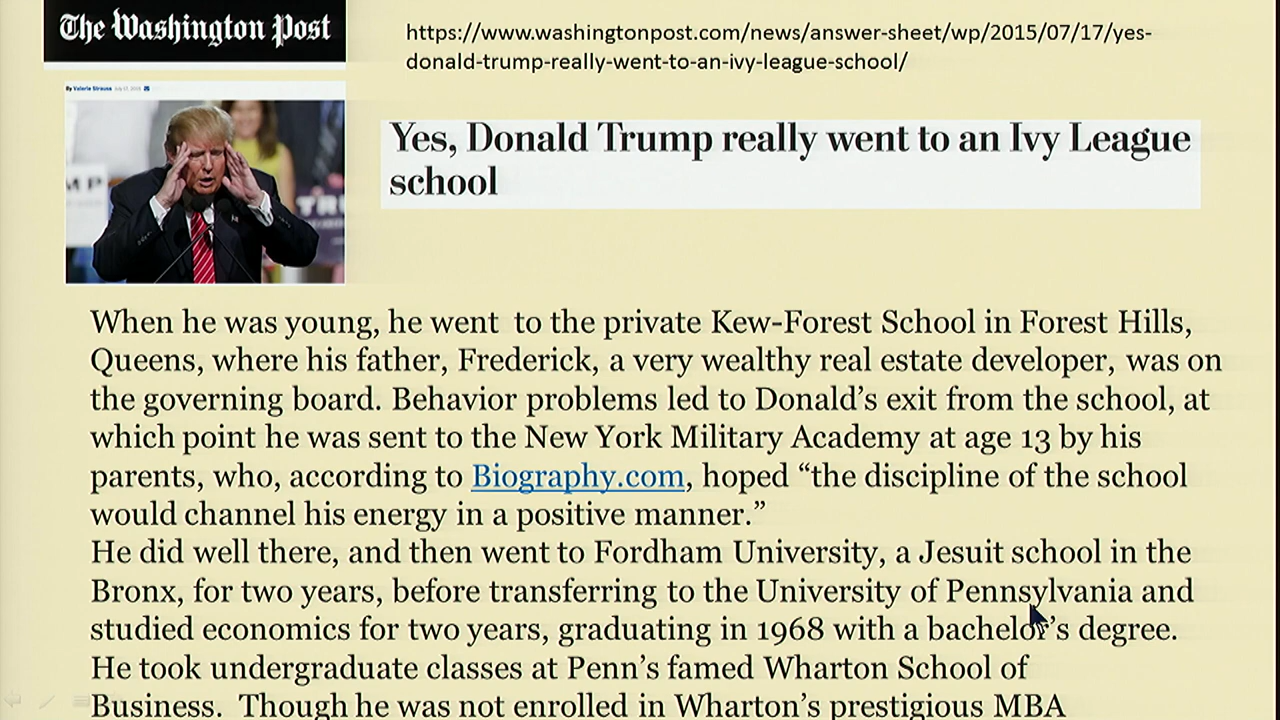 The Washington Post
https://www.washingtonpost.com/news/answer-sheet/wp/2015/07/17/yes-
donald-trump-really-went-to-an-ivy-league-school/
By Valerie Strauss July 17, 2015
MP
TRU
Yes, Donald Trump really went to an Ivy League
school
When he was young, he went to the private Kew-Forest School in Forest Hills,
Queens, where his father, Frederick, a very wealthy real estate developer, was on
the governing board. Behavior problems led to Donald’s exit from the school, at
which point he was sent to the New York Military Academy at age 13 by his
parents, who, according to Biography.com, hoped “the discipline of the school
would channel his energy in a positive manner.”
He did well there, and then went to Fordham University, a Jesuit school in the
Bronx, for two years, before transferring to the University of Pennsylvania and
studied economics for two years, graduating in 1968 with a bachelor’s degree.
He took undergraduate classes at Penn’s famed Wharton School of
Business. Though he was not enrolled in Wharton’s prestigious MBA